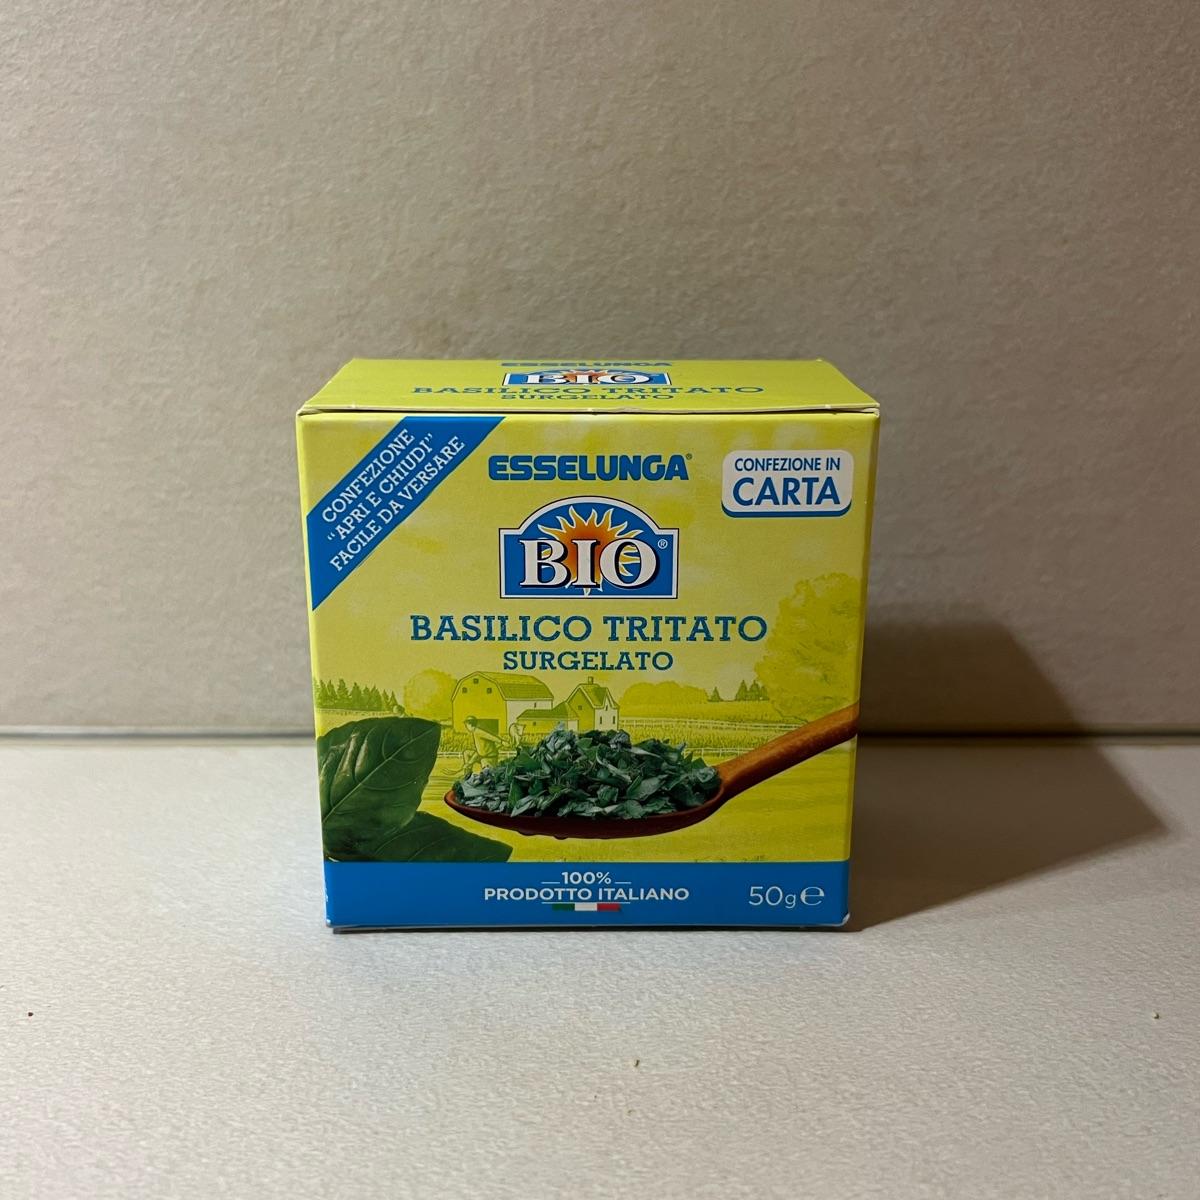 ESSELUNGA
BIO
BASILICO TRITATO
SURGELATO
CONFEZIONE
"APRI E CHIUDI"
FACILE DA VERSARE
ESSELUNGA®
CONFEZIONE IN
CARTA
BIO®
BASILICO TRITATO
SURGELATO
100%
PRODOTTO ITALIANO
50g℮